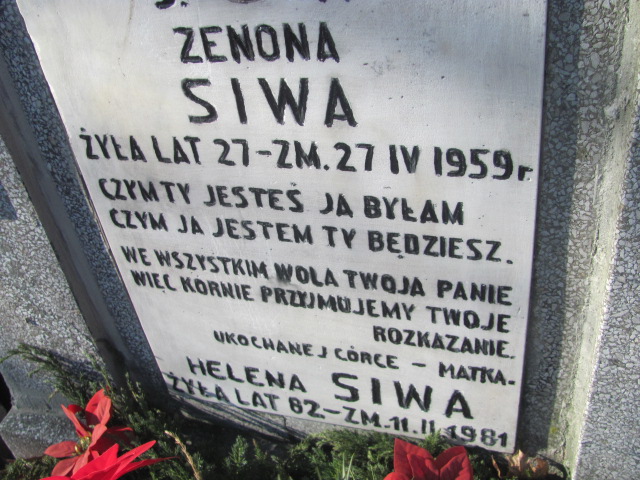 ZENONA
SIWA
ŻYŁA LAT 27 - ZM. 27 IV 1959 r.
CZYM TY JESTEŚ JA BYŁAM
CZYM JA JESTEM TY BĘDZIESZ.
WE WSZYSTKIM WOLA TWOJA PANIE
WIĘC KORNIE PRZYJMUJEMY TWOJE
ROZKAZANIE.
UKOCHANEJ CÓRCE - MATKA.
HELENA SIWA
ŻYŁA LAT 82 - ZM. 11. II 1981